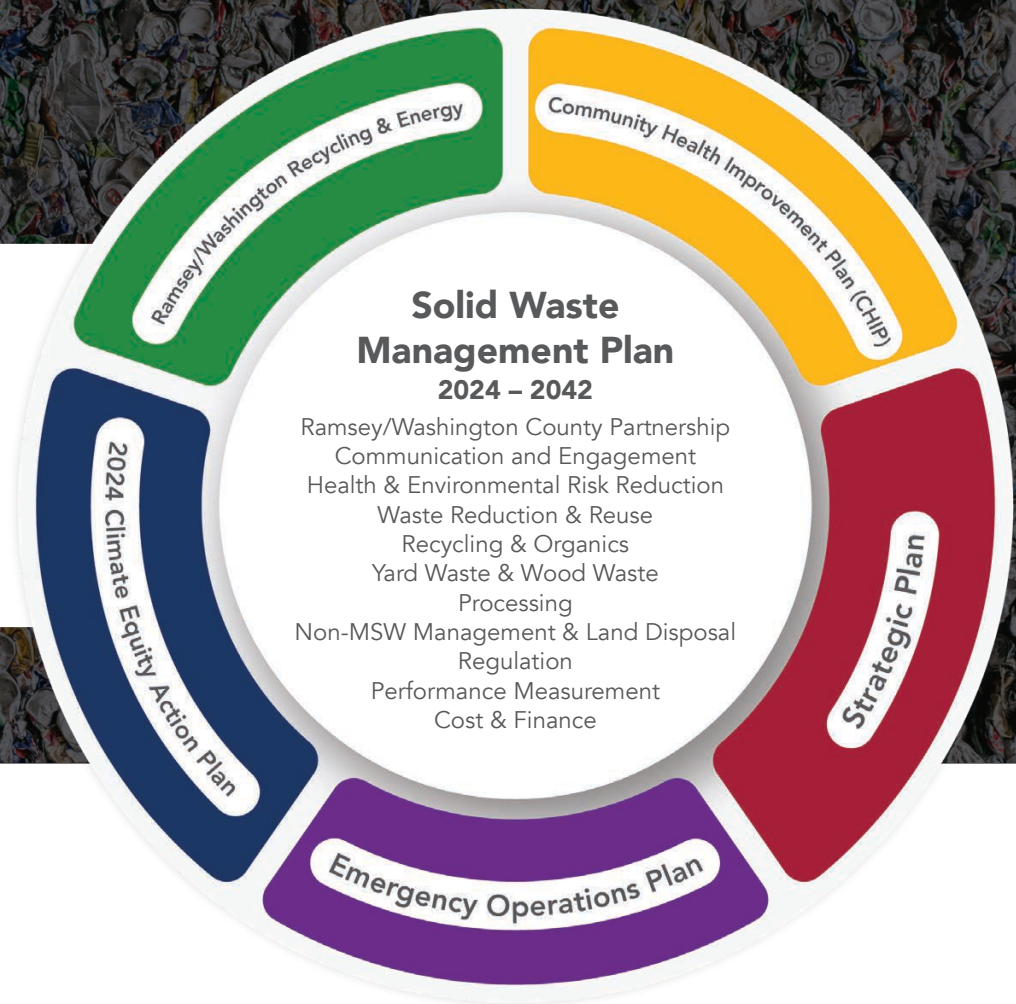 Ramsey/Washington Recycling & Energy
Community Health Improvement Plan (CHIP)
Solid Waste
Management Plan
2024 – 2042
Ramsey/Washington County Partnership
Communication and Engagement
Health & Environmental Risk Reduction
Waste Reduction & Reuse
Recycling & Organics
Yard Waste & Wood Waste
Processing
Non-MSW Management & Land Disposal
Regulation
Performance Measurement
Cost & Finance
2024 Climate Equity Action Plan
Strategic Plan
Emergency Operations Plan